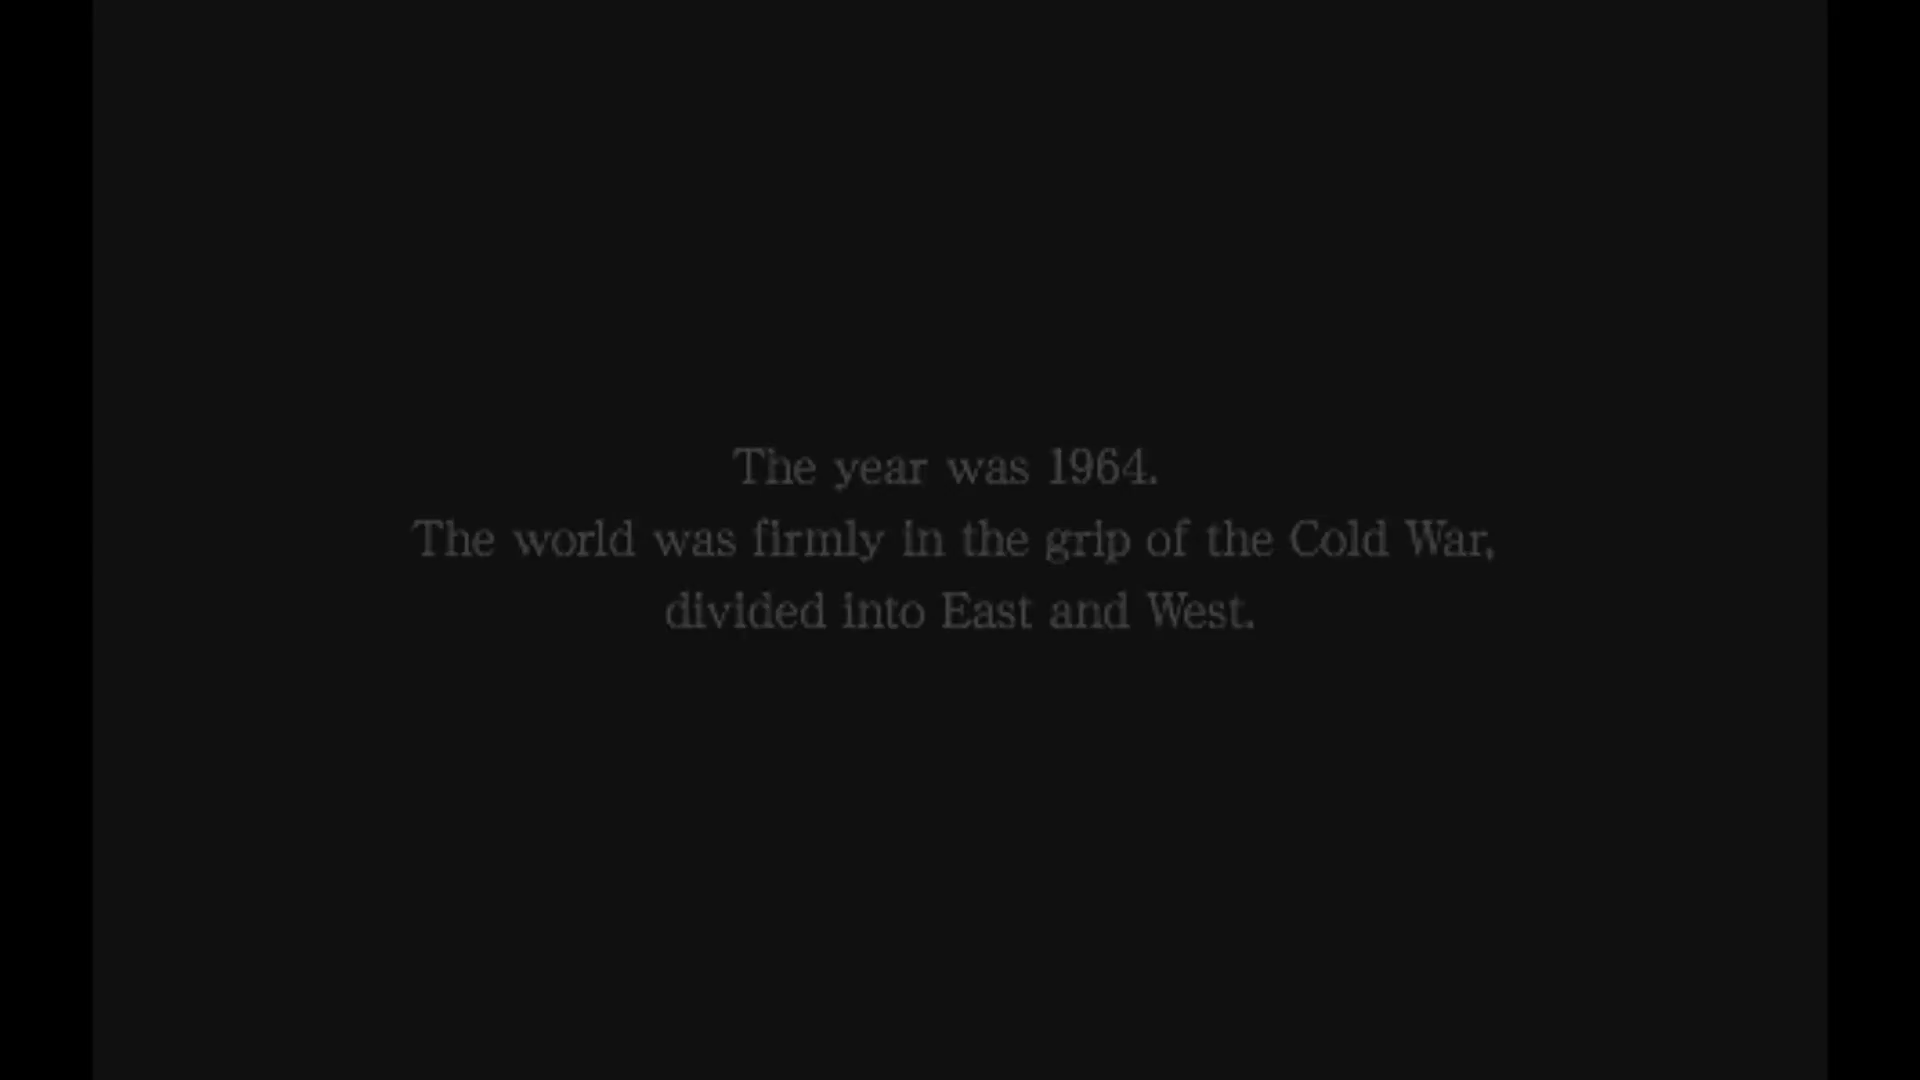 The year was 1964.
The world was firmly in the grip of the Cold War,
divided into East and West.